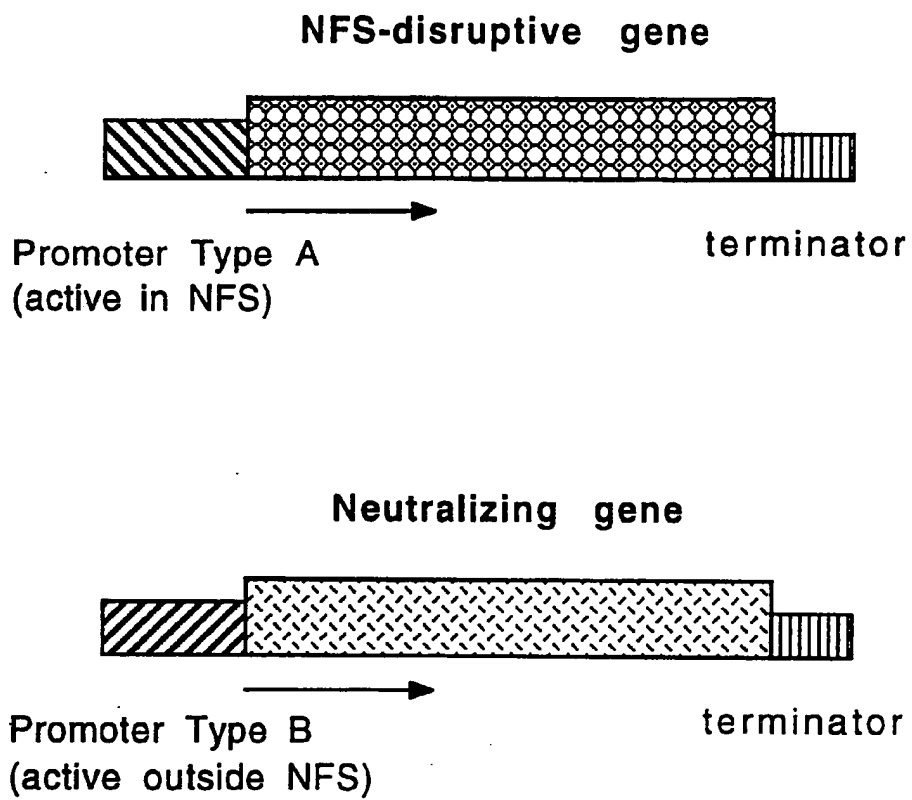 NFS-disruptive gene
Promoter Type A
(active in NFS)
terminator
Neutralizing gene
Promoter Type B
(active outside NFS)
terminator